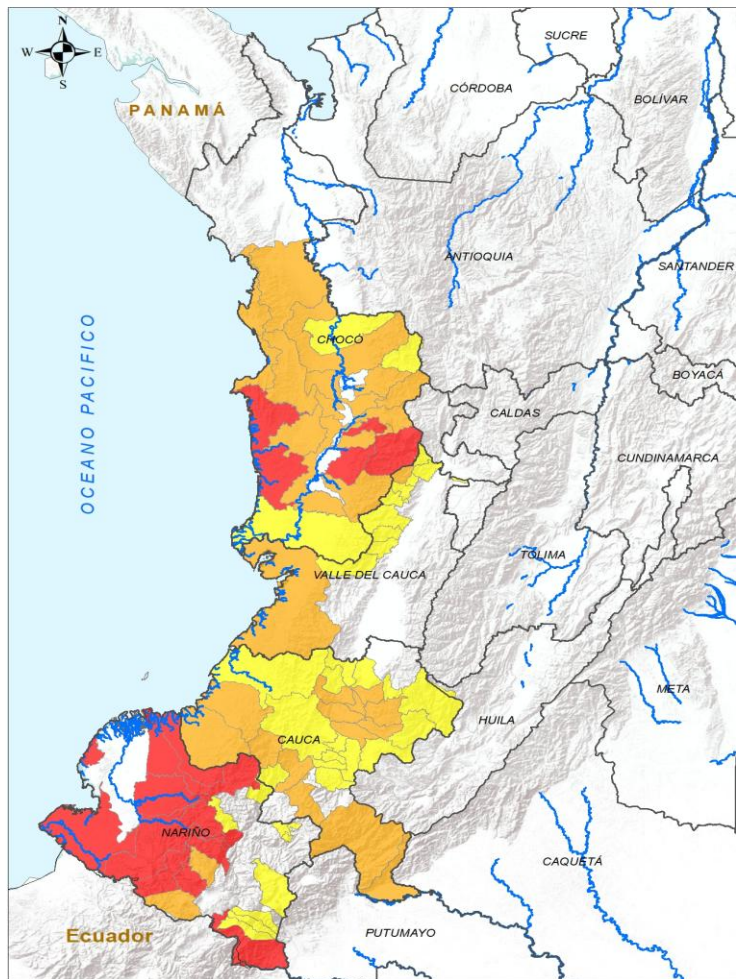 N
W E
S
SUCRE
CÓRDOBA
BOLÍVAR
PANAMÁ
ANTIOQUIA
SANTANDER
OCEANO PACIFICO
CHOCÓ
BOYACÁ
CALDAS
CUNDINAMARCA
TOLIMA
VALLE DEL CAUCA
META
HUILA
CAUCA
NARIÑO
CAQUETÁ
Ecuador
PUTUMAYO